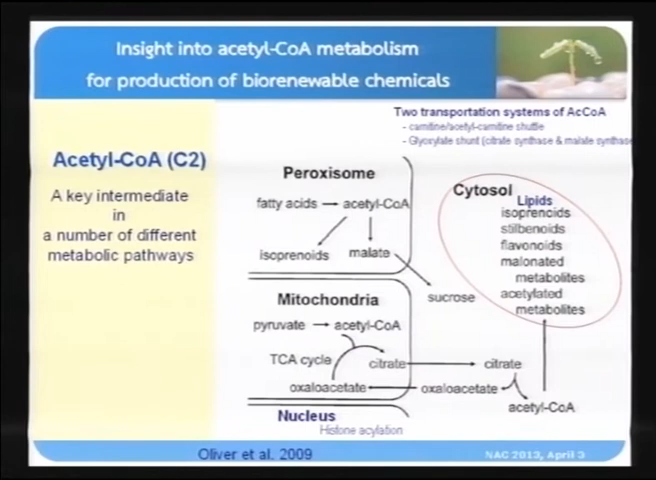 Insight into acetyl-CoA metabolism
for production of biorenewable chemicals
Two transportation systems of AcCoA
- carnitine/acetyl-carnitine shuttle
- Glyoxylate shunt (citrate synthase & malate synthase
Acetyl-CoA (C2)
A key intermediate
in
a number of different
metabolic pathways
Peroxisome
fatty acids acetyl-CoA
isoprenoids malate
sucrose
Cytosol
Lipids
isoprenoids
stilbenoids
flavonoids
malonated
metabolites
acetylated
metabolites
Mitochondria
pyruvate acetyl-CoA
TCA cycle
citrate citrate
oxaloacetate oxaloacetate
acetyl-CoA
Nucleus
Histone acylation
Oliver et al. 2009
NAC 2013, April 3